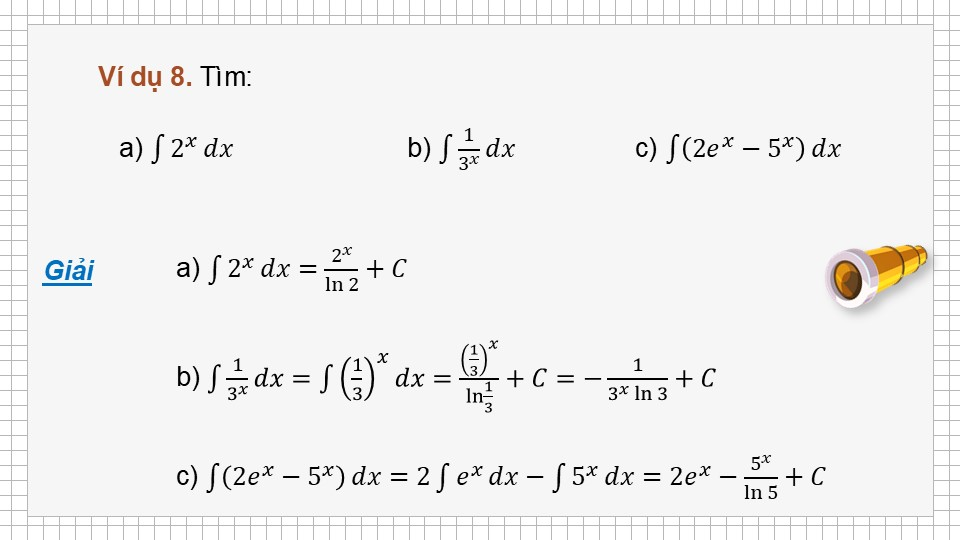 Ví dụ 8. Tìm:
a) ∫ 2^x dx b) ∫ 1/3^x dx c) ∫(2e^x − 5^x) dx
Giải a) ∫ 2^x dx = 2^x/ln 2 + C
b) ∫ 1/3^x dx = ∫ (1/3)^x dx = (1/3)^x/ln 1/3 + C = − 1/(3^x ln 3) + C
c) ∫(2e^x − 5^x) dx = 2 ∫ e^x dx − ∫ 5^x dx = 2e^x − 5^x/ln 5 + C